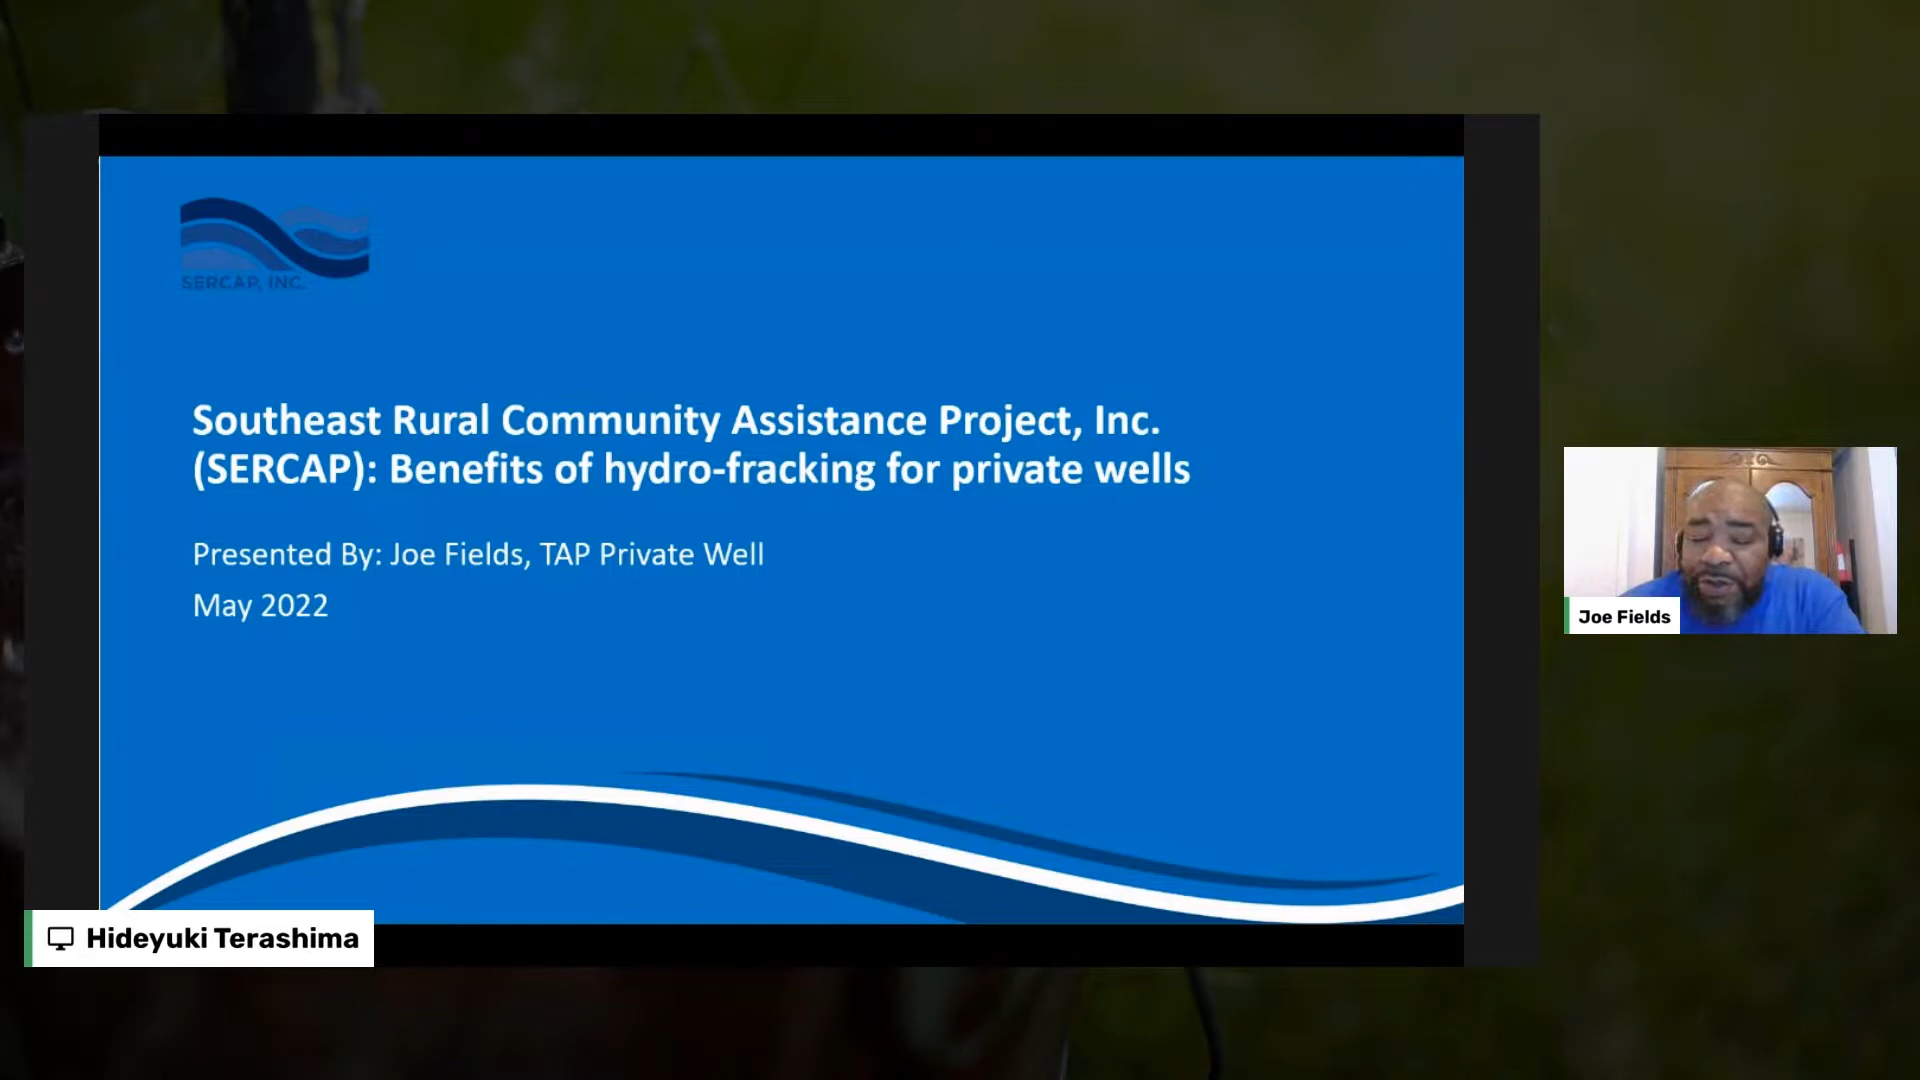 SERCAP, INC.
Southeast Rural Community Assistance Project, Inc.
(SERCAP): Benefits of hydro-fracking for private wells
Presented By: Joe Fields, TAP Private Well
May 2022
Joe Fields
Hideyuki Terashima